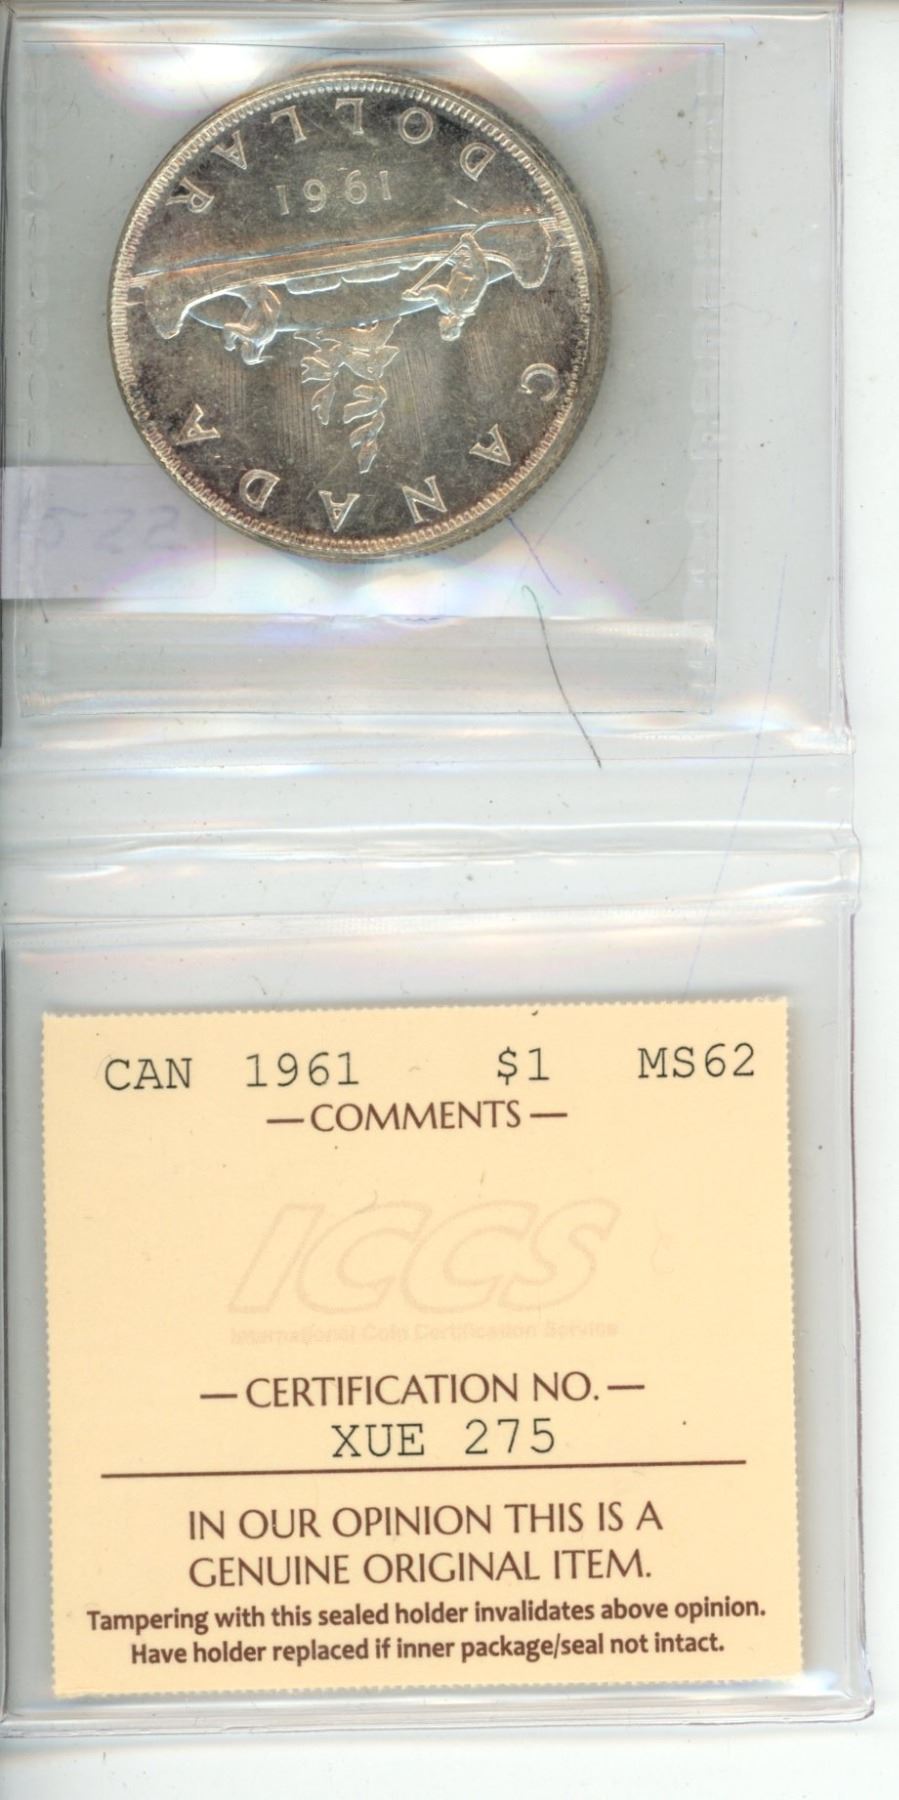 CANADA
1961
DOLLAR
1522
CAN 1961 $1 MS62
— COMMENTS —
ICCS
International Coin Certification Service
— CERTIFICATION NO. —
XUE 275
IN OUR OPINION THIS IS A
GENUINE ORIGINAL ITEM.
Tampering with this sealed holder invalidates above opinion.
Have holder replaced if inner package/seal not intact.